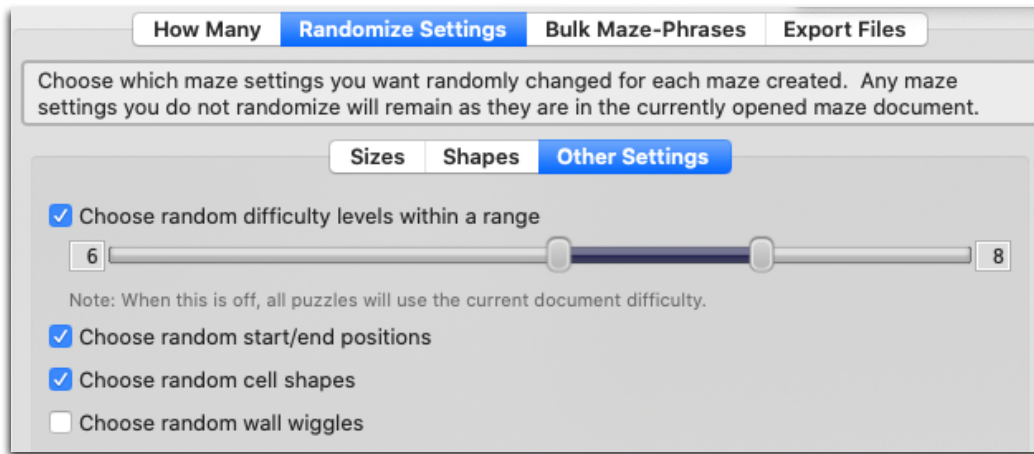 How Many Randomize Settings Bulk Maze-Phrases Export Files
Choose which maze settings you want randomly changed for each maze created. Any maze
settings you do not randomize will remain as they are in the currently opened maze document.
Sizes Shapes Other Settings
Choose random difficulty levels within a range
6 8
Note: When this is off, all puzzles will use the current document difficulty.
Choose random start/end positions
Choose random cell shapes
Choose random wall wiggles